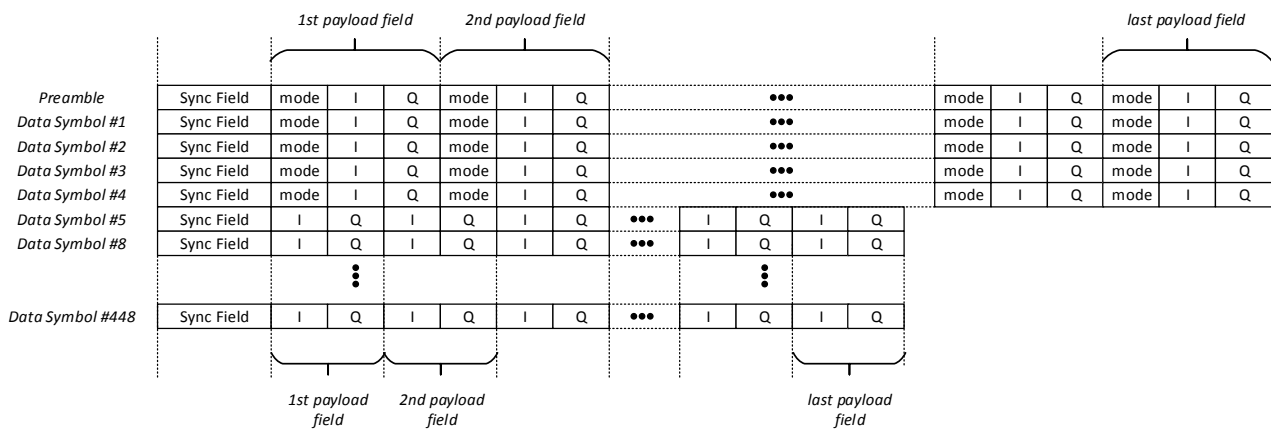 1st payload field 2nd payload field last payload field
Preamble Sync Field mode I Q mode I Q ••• mode I Q mode I Q
Data Symbol #1 Sync Field mode I Q mode I Q mode I Q mode I Q
Data Symbol #2 Sync Field mode I Q mode I Q ••• mode I Q mode I Q
Data Symbol #3 Sync Field mode I Q mode I Q ••• mode I Q mode I Q
Data Symbol #4 Sync Field mode I Q mode I Q ••• mode I Q mode I Q
Data Symbol #5 Sync Field I Q I Q I Q ••• I Q I Q
Data Symbol #8 Sync Field I Q I Q I Q ••• I Q I Q
Data Symbol #448 Sync Field I Q I Q I Q ••• I Q I Q
1st payload field
2nd payload field
last payload field